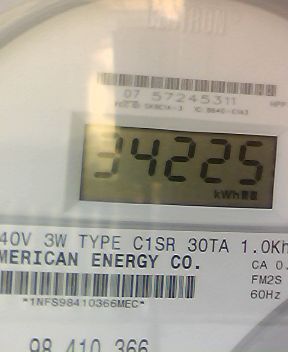 07 57245311
HPP
34225
kWh
40V 3W TYPE C1SR 30TA 1.0Kh
MERICAN ENERGY CO.
CA 0.
FM2S
60Hz
*1NFS98410366MEC*
98 410 366